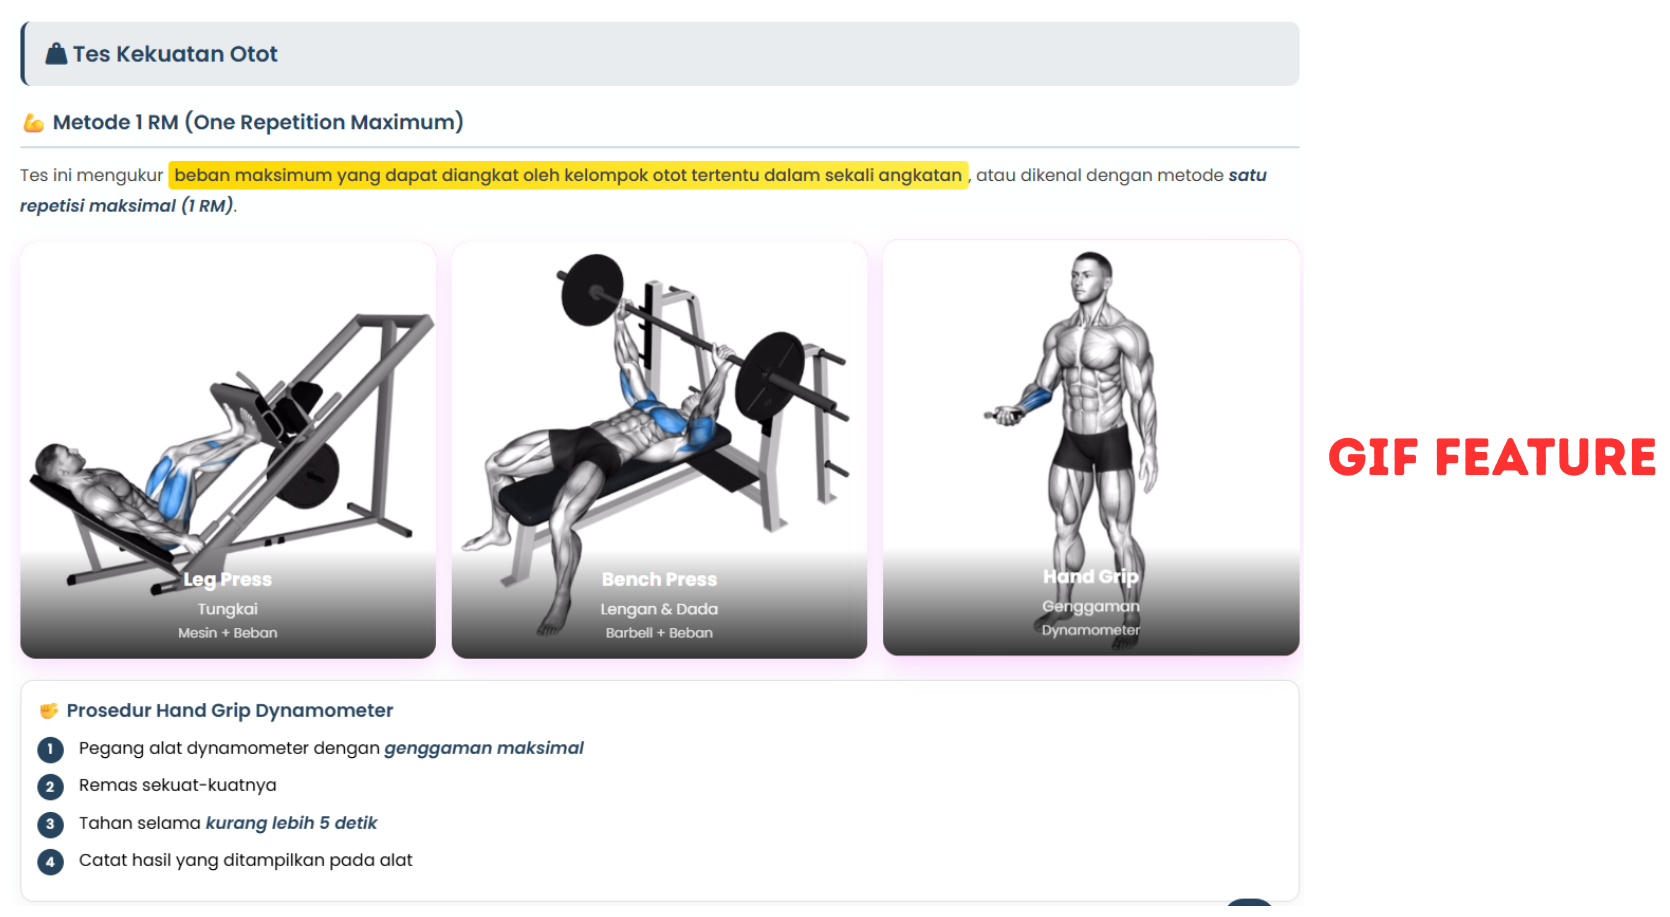 Tes Kekuatan Otot
Metode 1 RM (One Repetition Maximum)
Tes ini mengukur beban maksimum yang dapat diangkat oleh kelompok otot tertentu dalam sekali angkatan , atau dikenal dengan metode satu
repetisi maksimal (1 RM).
Leg Press
Tungkai
Mesin + Beban
Bench Press
Lengan & Dada
Barbell + Beban
Hand Grip
Genggaman
Dynamometer
GIF FEATURE
Prosedur Hand Grip Dynamometer
1 Pegang alat dynamometer dengan genggaman maksimal
2 Remas sekuat-kuatnya
3 Tahan selama kurang lebih 5 detik
4 Catat hasil yang ditampilkan pada alat